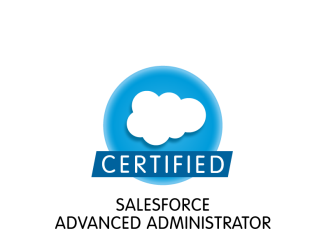 CERTIFIED
SALESFORCE
ADVANCED ADMINISTRATOR